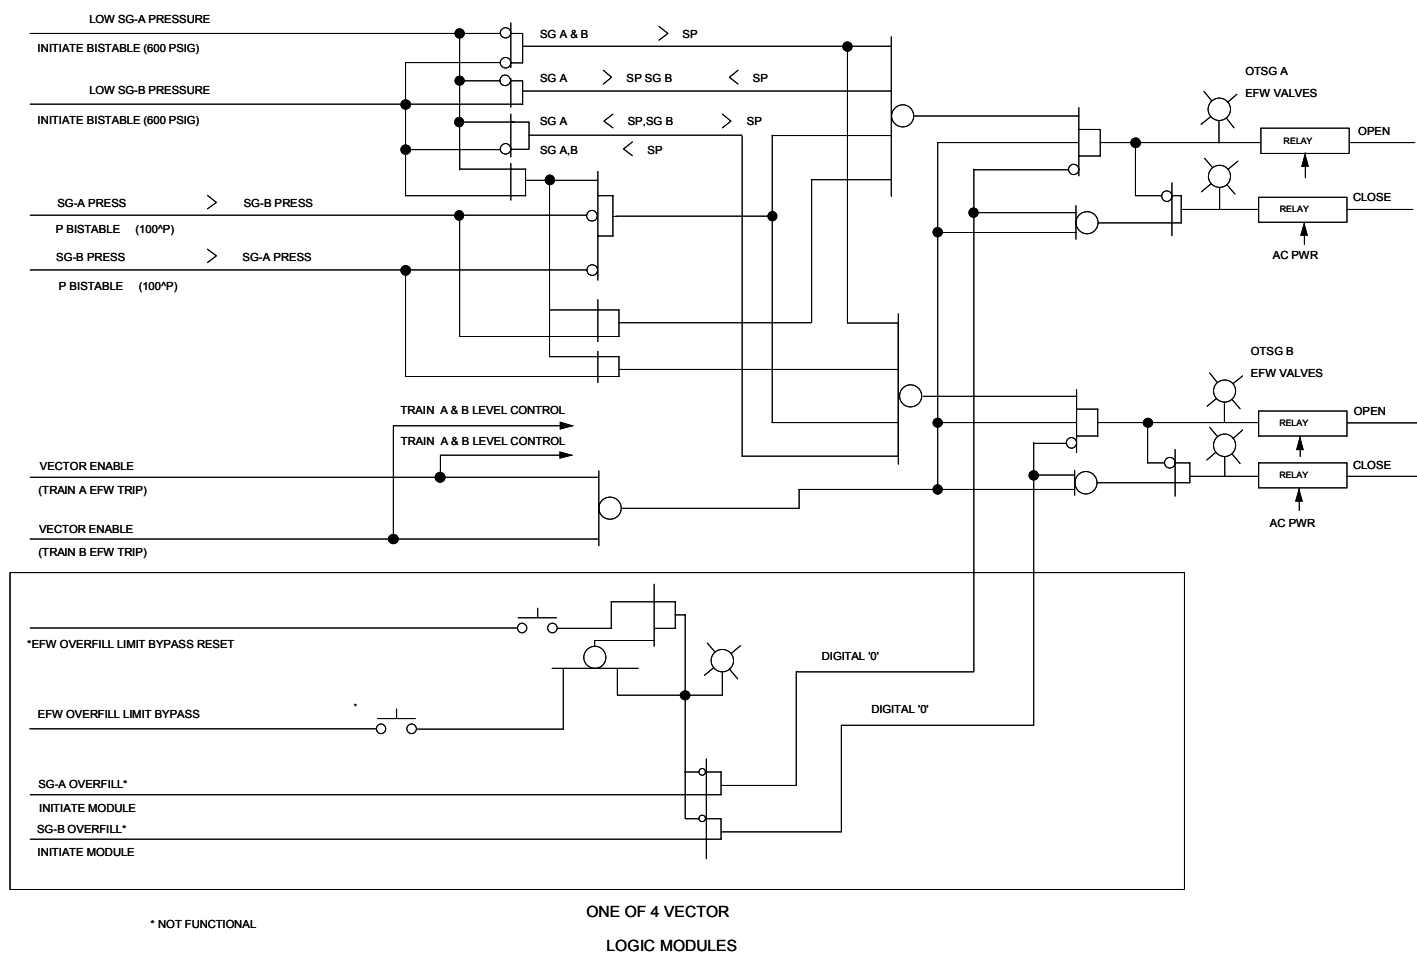 LOW SG-A PRESSURE
INITIATE BISTABLE (600 PSIG)
LOW SG-B PRESSURE
INITIATE BISTABLE (600 PSIG)
SG A & B > SP
SG A > SP SG B < SP
SG A < SP,SG B > SP
SG A,B < SP
SG-A PRESS > SG-B PRESS
P BISTABLE (100^P)
SG-B PRESS > SG-A PRESS
P BISTABLE (100^P)
OTSG A
EFW VALVES
RELAY
OPEN
RELAY
CLOSE
AC PWR
OTSG B
EFW VALVES
RELAY
OPEN
RELAY
CLOSE
AC PWR
TRAIN A & B LEVEL CONTROL
TRAIN A & B LEVEL CONTROL
VECTOR ENABLE
(TRAIN A EFW TRIP)
VECTOR ENABLE
(TRAIN B EFW TRIP)
*EFW OVERFILL LIMIT BYPASS RESET
EFW OVERFILL LIMIT BYPASS *
DIGITAL '0'
DIGITAL '0'
SG-A OVERFILL*
INITIATE MODULE
SG-B OVERFILL*
INITIATE MODULE
* NOT FUNCTIONAL
ONE OF 4 VECTOR
LOGIC MODULES